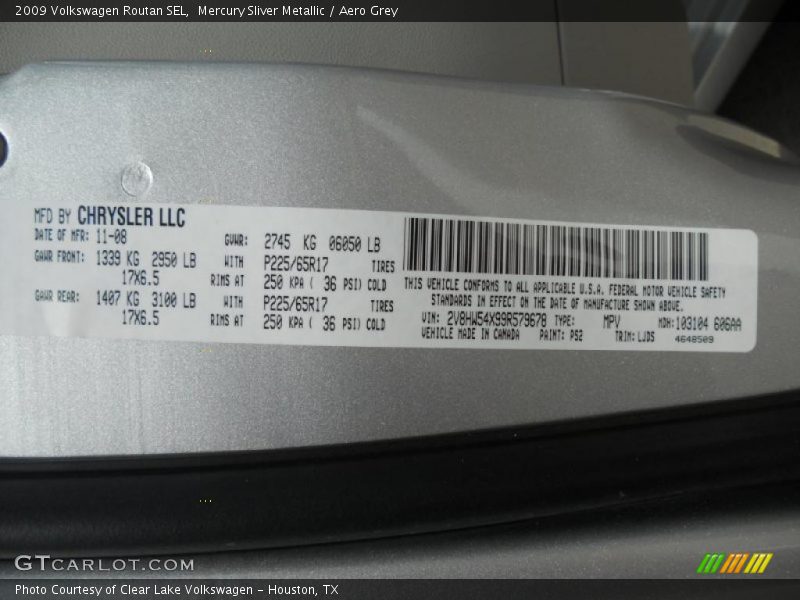 2009 Volkswagen Routan SEL, Mercury Sliver Metallic / Aero Grey
MFD BY CHRYSLER LLC
DATE OF MFR: 11-08 GVWR: 2745 KG 06050 LB
GAWR FRONT: 1339 KG 2950 LB WITH P225/65R17 TIRES
17X6.5 RIMS AT 250 KPA ( 36 PSI) COLD
GAWR REAR: 1407 KG 3100 LB WITH P225/65R17 TIRES
17X6.5 RIMS AT 250 KPA ( 36 PSI) COLD
THIS VEHICLE CONFORMS TO ALL APPLICABLE U.S.A. FEDERAL MOTOR VEHICLE SAFETY
STANDARDS IN EFFECT ON THE DATE OF MANUFACTURE SHOWN ABOVE.
VIN: 2V8HW54X99R579678 TYPE: MPV MDH: 103104 606AA
VEHICLE MADE IN CANADA PAINT: PS2 TRIM: LJDS 4648509
GTCARLOT.COM
Photo Courtesy of Clear Lake Volkswagen - Houston, TX